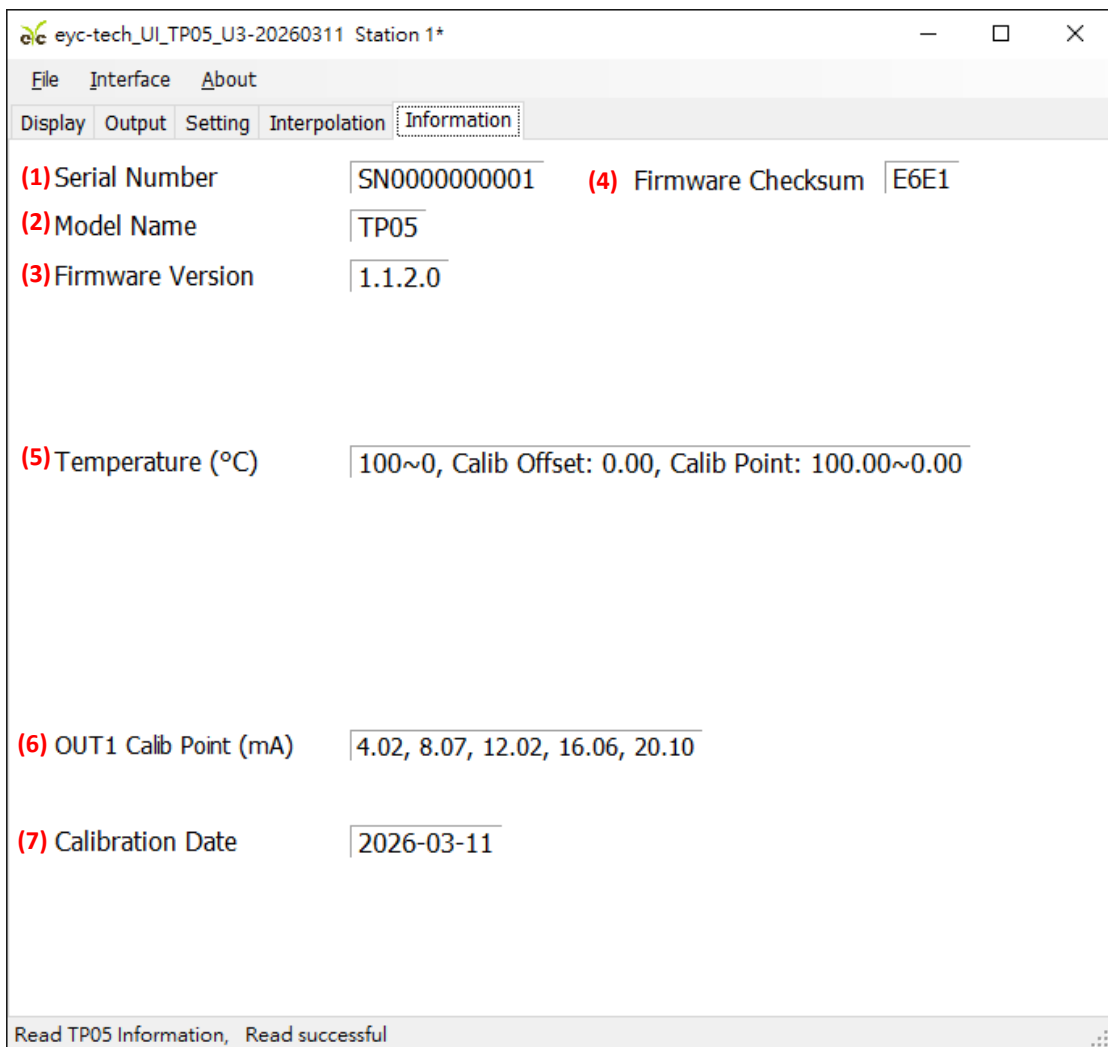 eyc-tech_UI_TP05_U3-20260311 Station 1*
File Interface About
Display Output Setting Interpolation Information
(1) Serial Number SN0000000001 (4) Firmware Checksum E6E1
(2) Model Name TP05
(3) Firmware Version 1.1.2.0
(5) Temperature (°C) 100~0, Calib Offset: 0.00, Calib Point: 100.00~0.00
(6) OUT1 Calib Point (mA) 4.02, 8.07, 12.02, 16.06, 20.10
(7) Calibration Date 2026-03-11
Read TP05 Information, Read successful